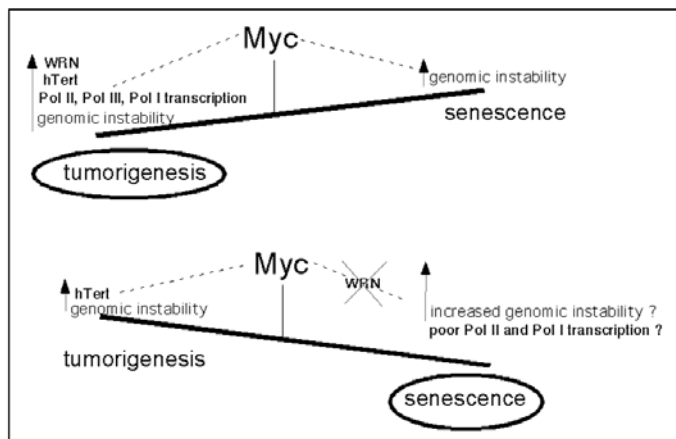 Myc
WRN
hTert
Pol II, Pol III, Pol I transcription
genomic instability
genomic instability
senescence
tumorigenesis
Myc
WRN
hTert
genomic instability
increased genomic instability ?
poor Pol II and Pol I transcription ?
tumorigenesis
senescence